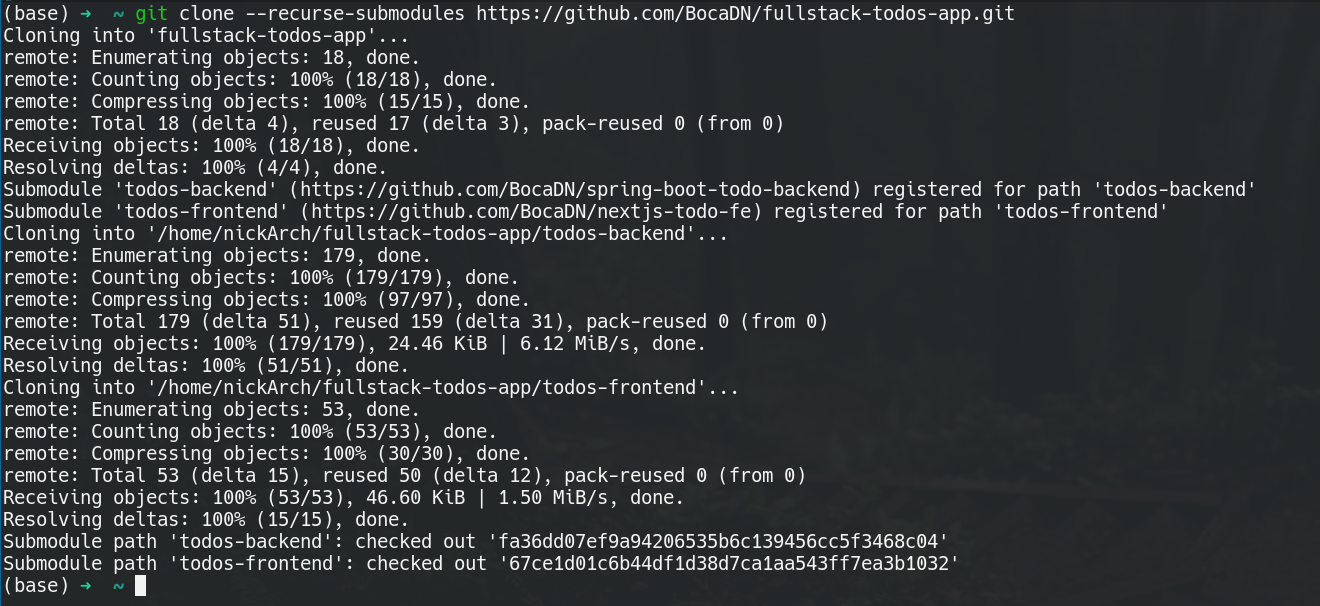 (base) ➜  ~ git clone --recurse-submodules https://github.com/BocaDN/fullstack-todos-app.git
Cloning into 'fullstack-todos-app'...
remote: Enumerating objects: 18, done.
remote: Counting objects: 100% (18/18), done.
remote: Compressing objects: 100% (15/15), done.
remote: Total 18 (delta 4), reused 17 (delta 3), pack-reused 0 (from 0)
Receiving objects: 100% (18/18), done.
Resolving deltas: 100% (4/4), done.
Submodule 'todos-backend' (https://github.com/BocaDN/spring-boot-todo-backend) registered for path 'todos-backend'
Submodule 'todos-frontend' (https://github.com/BocaDN/nextjs-todo-fe) registered for path 'todos-frontend'
Cloning into '/home/nickArch/fullstack-todos-app/todos-backend'...
remote: Enumerating objects: 179, done.
remote: Counting objects: 100% (179/179), done.
remote: Compressing objects: 100% (97/97), done.
remote: Total 179 (delta 51), reused 159 (delta 31), pack-reused 0 (from 0)
Receiving objects: 100% (179/179), 24.46 KiB | 6.12 MiB/s, done.
Resolving deltas: 100% (51/51), done.
Cloning into '/home/nickArch/fullstack-todos-app/todos-frontend'...
remote: Enumerating objects: 53, done.
remote: Counting objects: 100% (53/53), done.
remote: Compressing objects: 100% (30/30), done.
remote: Total 53 (delta 15), reused 50 (delta 12), pack-reused 0 (from 0)
Receiving objects: 100% (53/53), 46.60 KiB | 1.50 MiB/s, done.
Resolving deltas: 100% (15/15), done.
Submodule path 'todos-backend': checked out 'fa36dd07ef9a94206535b6c139456cc5f3468c04'
Submodule path 'todos-frontend': checked out '67ce1d01c6b44df1d38d7ca1aa543ff7ea3b1032'
(base) ➜  ~